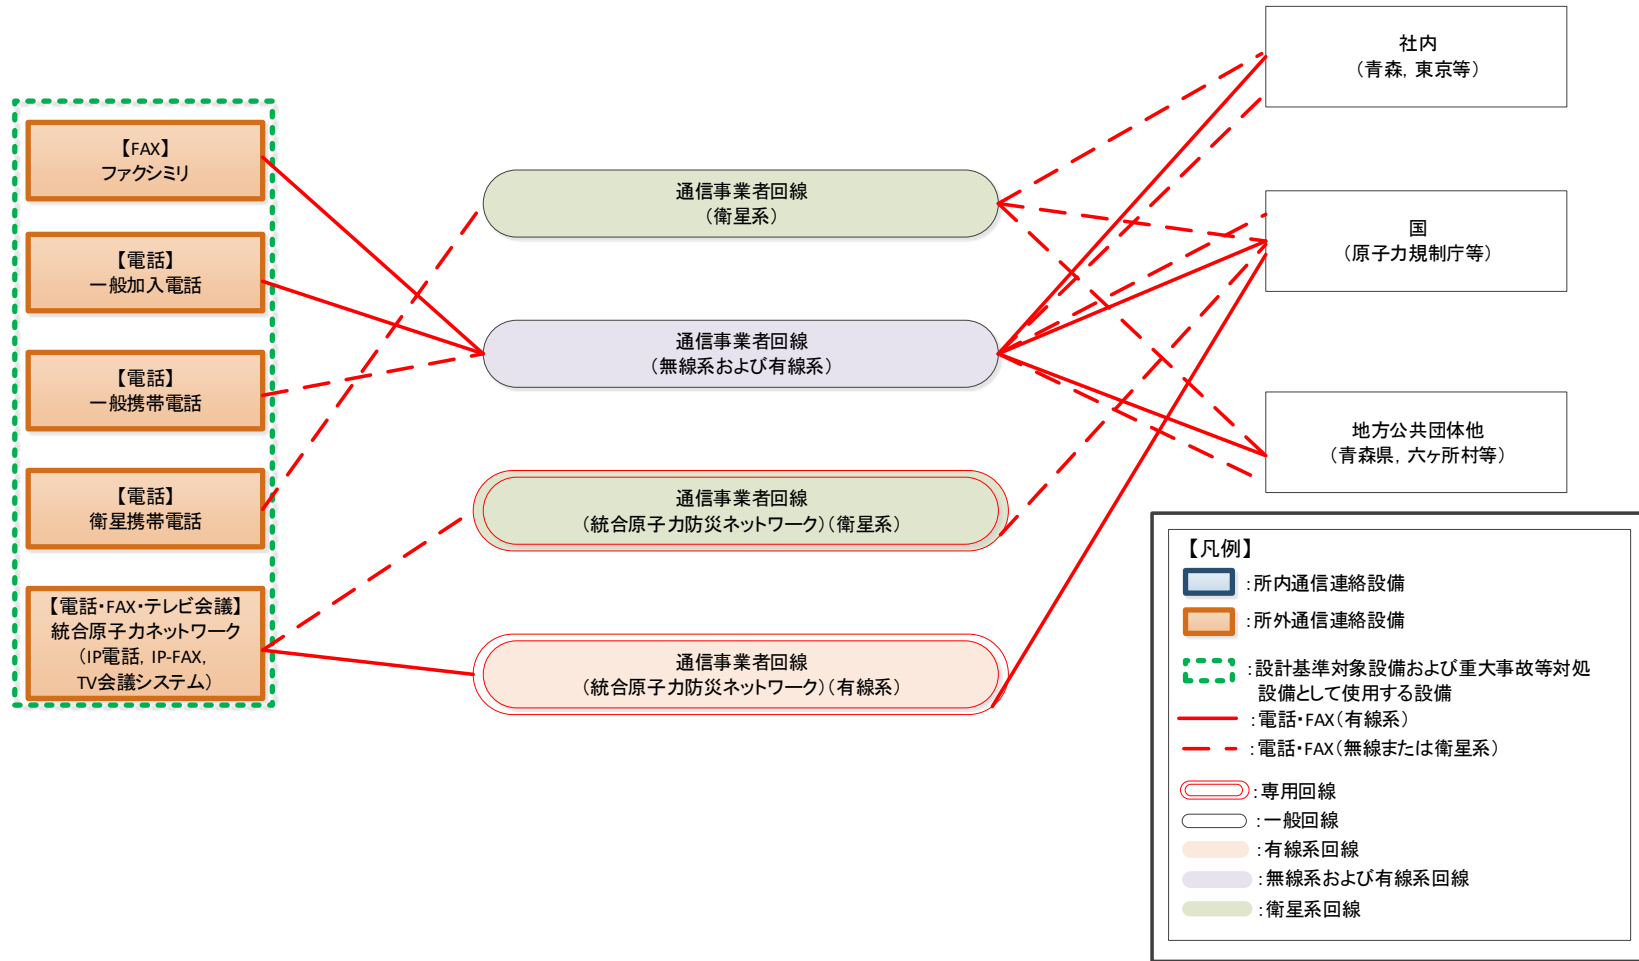 【FAX】
ファクシミリ
【電話】
一般加入電話
【電話】
一般携帯電話
【電話】
衛星携帯電話
【電話・FAX・テレビ会議】
統合原子力ネットワーク
（IP電話，IP-FAX，
TV会議システム）
通信事業者回線
（衛星系）
通信事業者回線
（無線系および有線系）
通信事業者回線
（統合原子力防災ネットワーク）（衛星系）
通信事業者回線
（統合原子力防災ネットワーク）（有線系）
社内
（青森，東京等）
国
（原子力規制庁等）
地方公共団体他
（青森県，六ヶ所村等）
【凡例】
：所内通信連絡設備
：所外通信連絡設備
：設計基準対象設備および重大事故等対処
設備として使用する設備
：電話・FAX（有線系）
：電話・FAX（無線または衛星系）
：専用回線
：一般回線
：有線系回線
：無線系および有線系回線
：衛星系回線